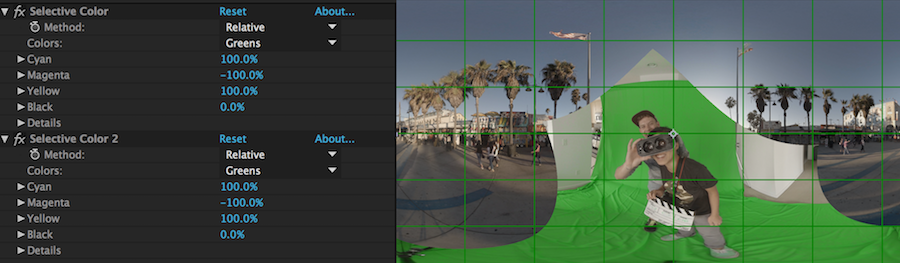 fx Selective Color Reset About...
Method: Relative
Colors: Greens
Cyan 100.0%
Magenta -100.0%
Yellow 100.0%
Black 0.0%
Details
fx Selective Color 2 Reset About...
Method: Relative
Colors: Greens
Cyan 100.0%
Magenta -100.0%
Yellow 100.0%
Black 0.0%
Details